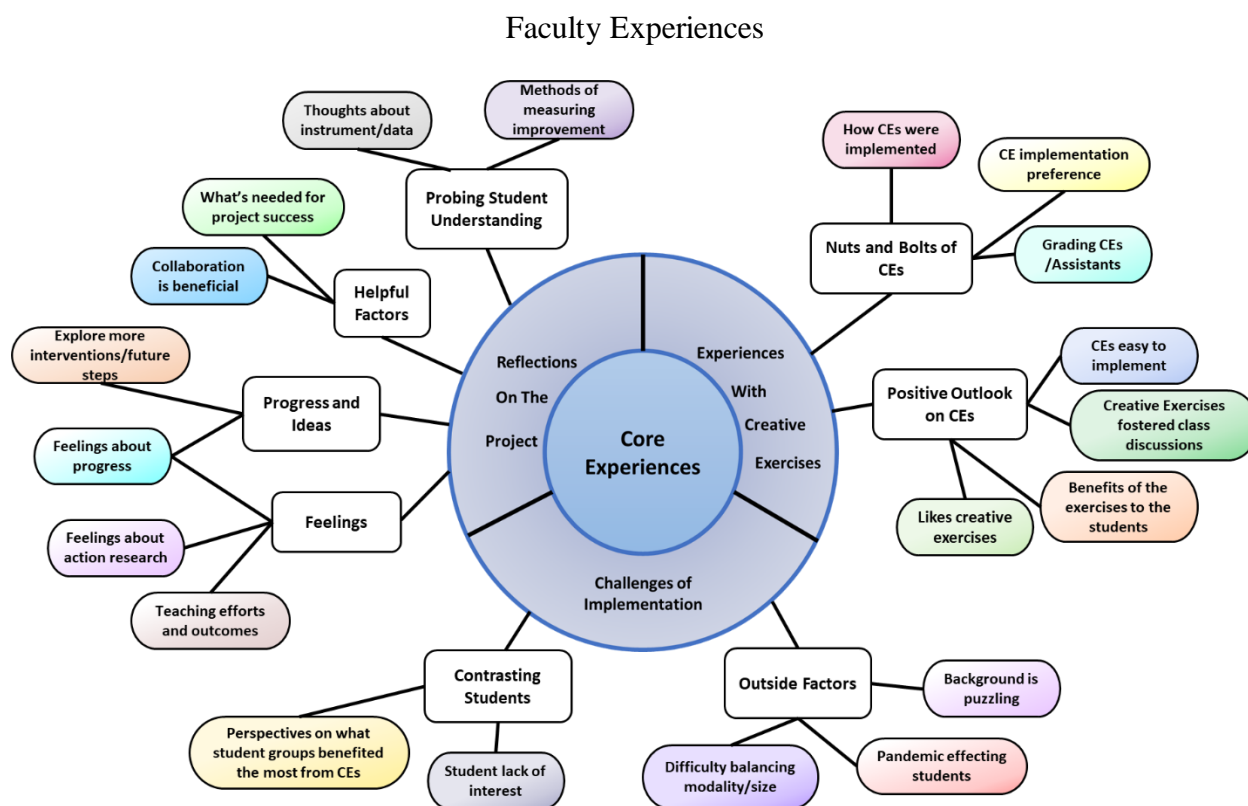 Faculty Experiences
Thoughts about
instrument/data
Methods of
measuring
improvement
Probing Student
Understanding
What's needed for
project success
Collaboration
is beneficial
Helpful
Factors
Explore more
interventions/future
steps
Progress and
Ideas
Feelings about
progress
Feelings
Feelings about
action research
Teaching efforts
and outcomes
Reflections
On The
Project
Core
Experiences
Experiences
With
Creative
Exercises
Challenges of
Implementation
How CEs were
implemented
CE implementation
preference
Nuts and Bolts of
CEs
Grading CEs
/Assistants
CEs easy to
implement
Positive Outlook
on CEs
Creative Exercises
fostered class
discussions
Benefits of the
exercises to the
students
Likes creative
exercises
Contrasting
Students
Perspectives on what
student groups benefited
the most from CEs
Student lack of
interest
Outside Factors
Background is
puzzling
Difficulty balancing
modality/size
Pandemic effecting
students